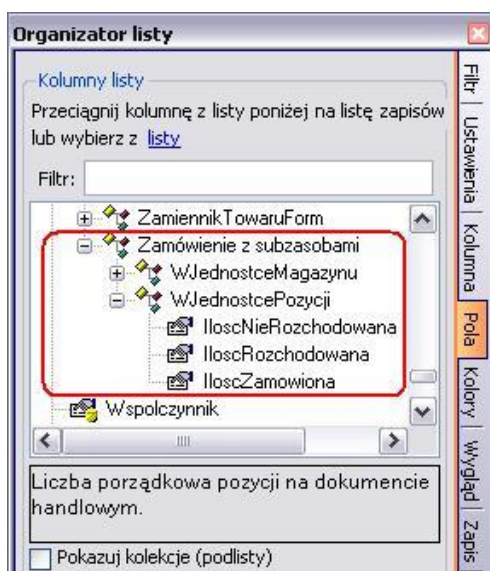 Organizator listy
Kolumny listy
Przeciągnij kolumnę z listy poniżej na listę zapisów
lub wybierz z listy
Filtr:
ZamiennikTowaruForm
Zamówienie z subzasobami
WJednostceMagazynu
WJednostcePozycji
IloscNieRozchodowana
IloscRozchodowana
IloscZamowiona
Wspolczynnik
Liczba porządkowa pozycji na dokumencie
handlowym.
Pokazuj kolekcje (podlisty)
Filtr
Ustawienia
Kolumna
Pola
Kolory
Wygląd
Zapis